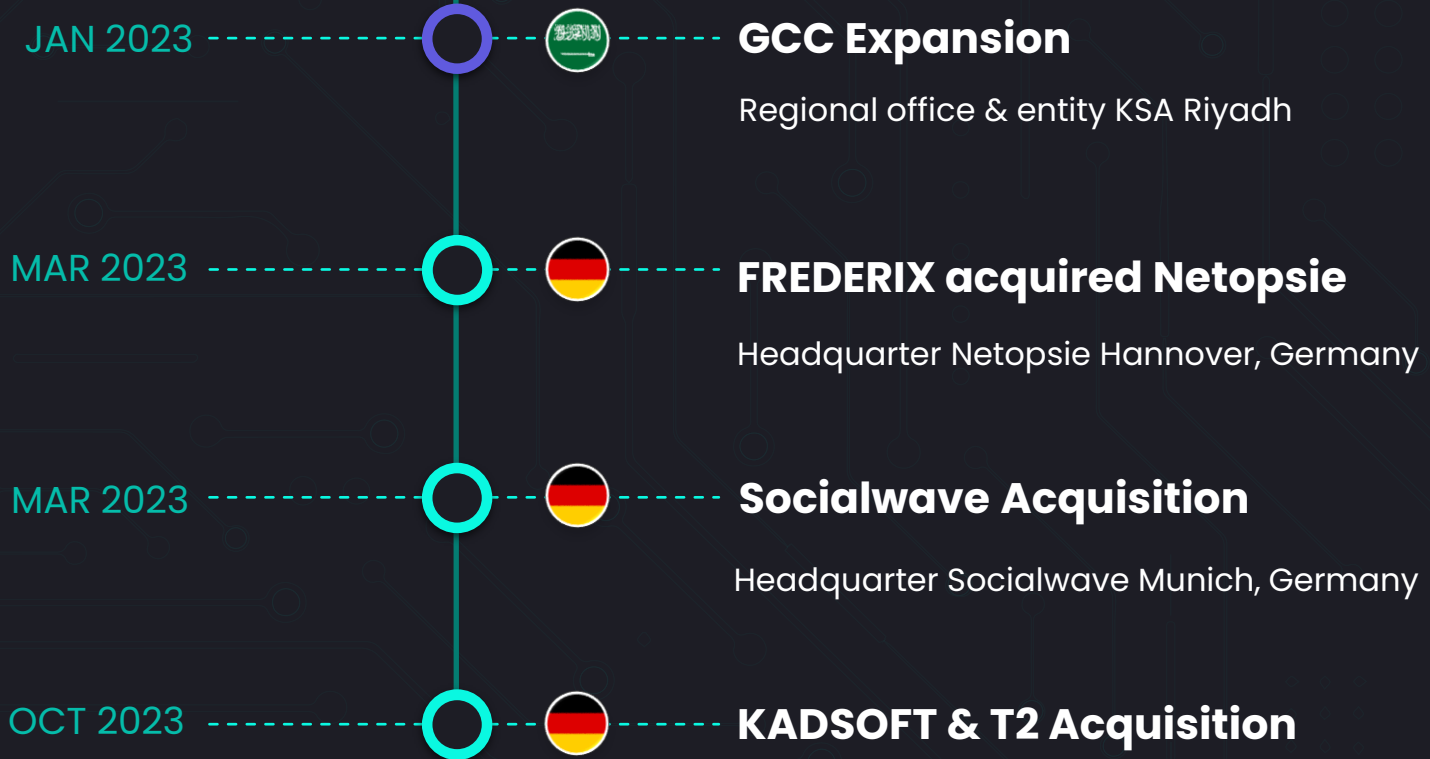 JAN 2023
GCC Expansion
Regional office & entity KSA Riyadh
MAR 2023
FREDERIX acquired Netopsie
Headquarter Netopsie Hannover, Germany
MAR 2023
Socialwave Acquisition
Headquarter Socialwave Munich, Germany
OCT 2023
KADSOFT & T2 Acquisition